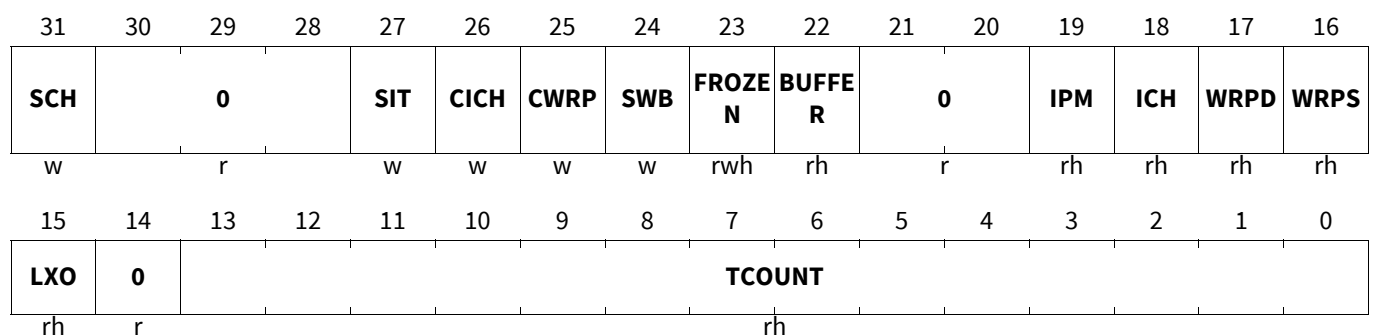 31 30 29 28 27 26 25 24 23 22 21 20 19 18 17 16
SCH 0 SIT CICH CWRP SWB FROZE BUFFE 0 IPM ICH WRPD WRPS
N R
w r w w w w rwh rh r rh rh rh rh
15 14 13 12 11 10 9 8 7 6 5 4 3 2 1 0
LXO 0 TCOUNT
rh r rh